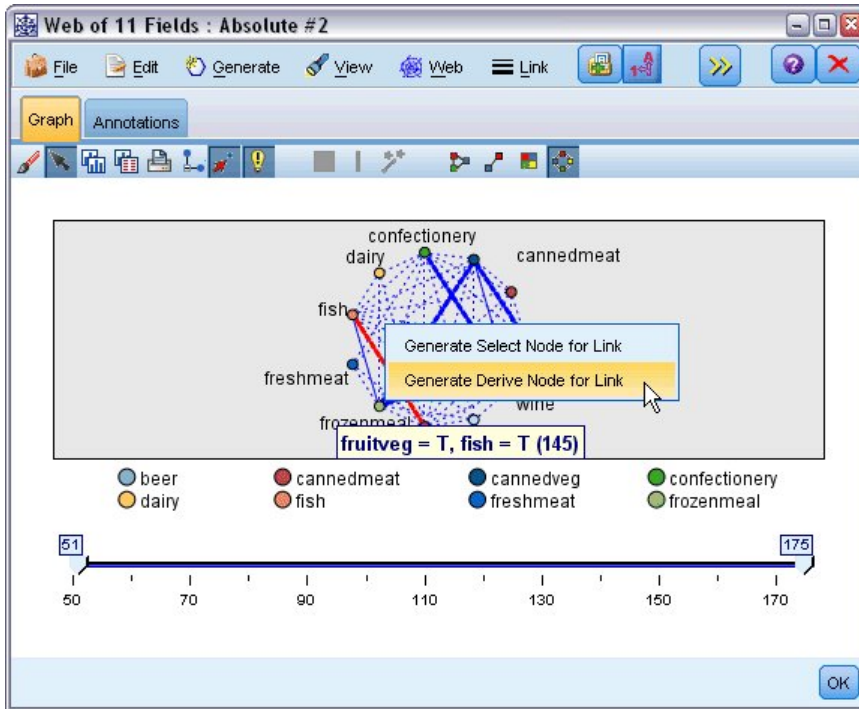 Web of 11 Fields : Absolute #2
File Edit Generate View Web Link
Graph Annotations
confectionery
dairy cannedmeat
fish
Generate Select Node for Link
freshmeat Generate Derive Node for Link
wine
frozenmeal
fruitveg = T, fish = T (145)
beer cannedmeat cannedveg confectionery
dairy fish freshmeat frozenmeal
51 175
50 70 90 110 130 150 170
OK